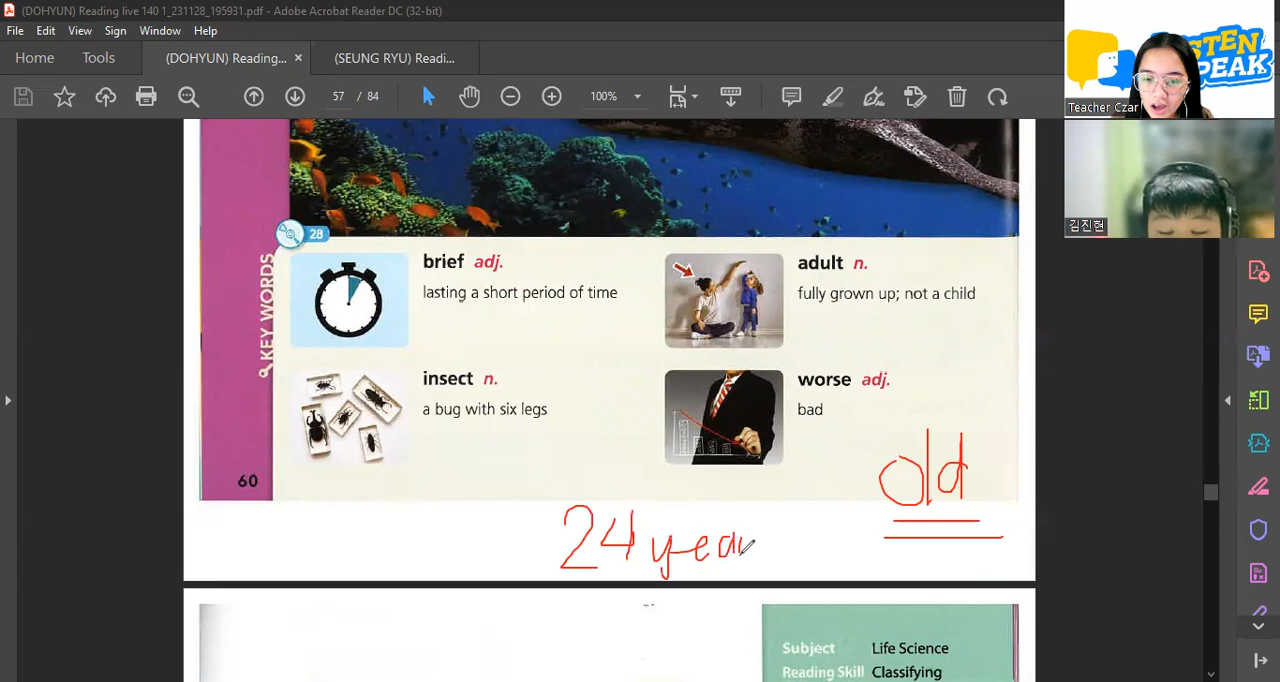 (DOHYUN) Reading live 140 1_231128_195931.pdf - Adobe Acrobat Reader DC (32-bit)
File Edit View Sign Window Help
Home Tools (DOHYUN) Reading... × (SEUNG RYU) Readi...
57 / 84 100%
STEN
PEAK
Teacher Czar
김진현
28
KEY WORDS
brief adj.
lasting a short period of time
adult n.
fully grown up; not a child
insect n.
a bug with six legs
worse adj.
bad
old
60
24 yea
Subject Life Science
Reading Skill Classifying